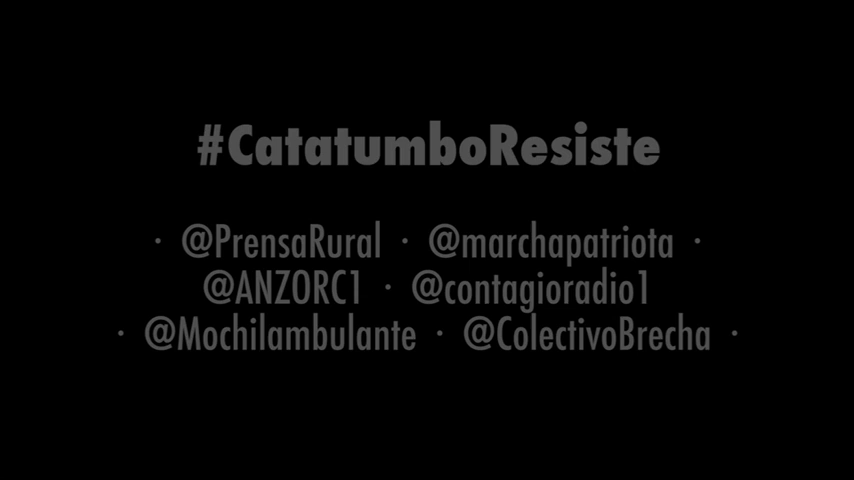 #CatatumboResiste
· @PrensaRural · @marchapatriota ·
@ANZORC1 · @contagioradio1
· @Mochilambulante · @ColectivoBrecha ·